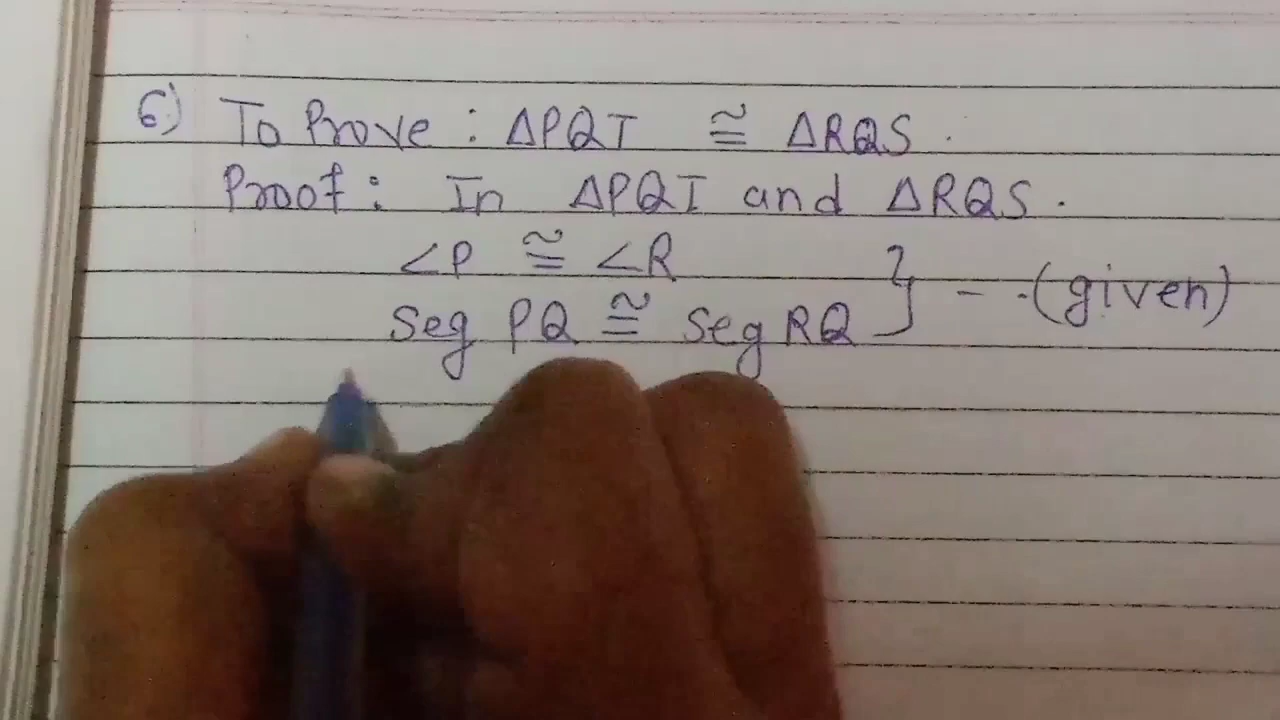 6) To Prove : ΔPQT ≅ ΔRQS .
Proof : In ΔPQT and ΔRQS .
∠P ≅ ∠R
seg PQ ≅ seg RQ } - - (given)